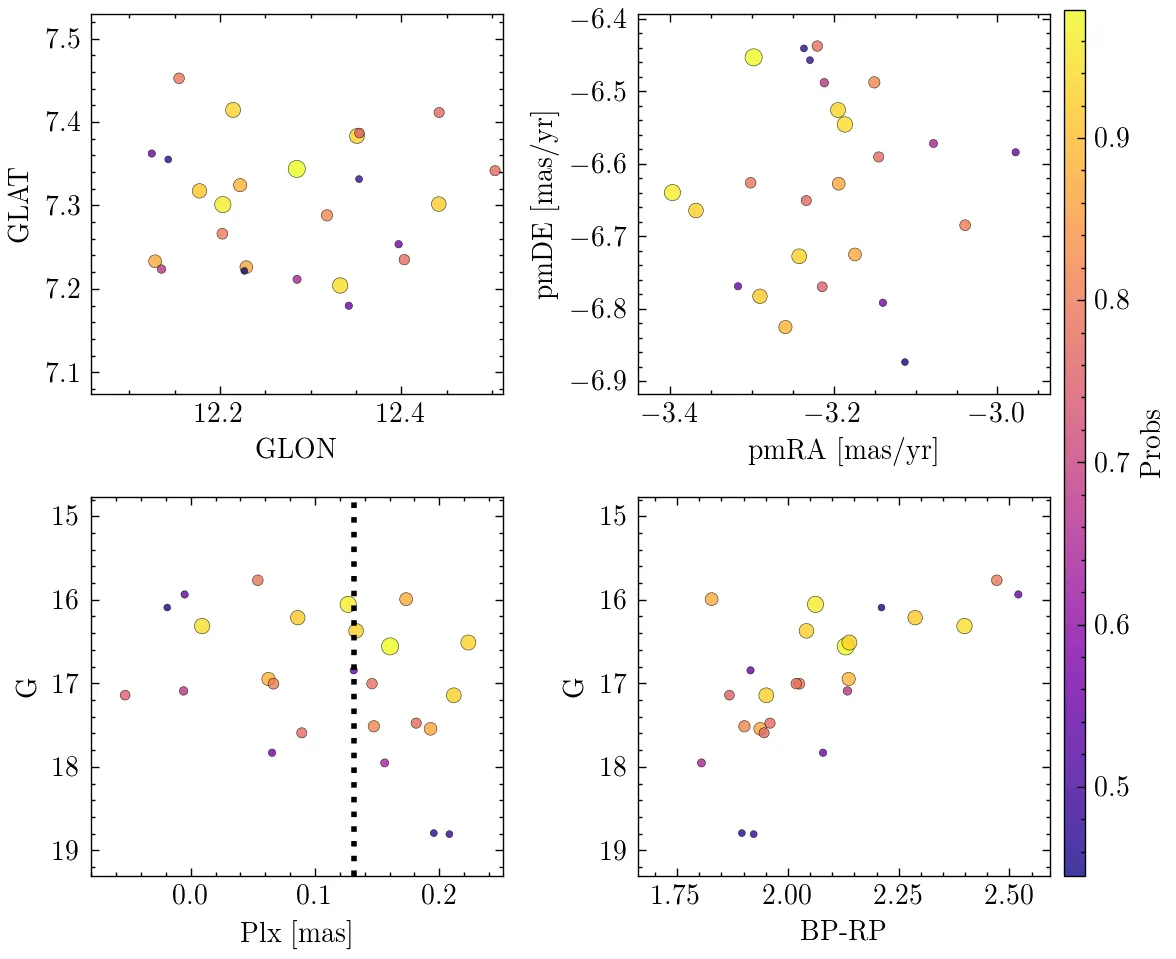 7.5
7.4
7.3
7.2
7.1
GLAT
12.2 12.4
GLON
−6.4
−6.5
−6.6
−6.7
−6.8
−6.9
pmDE [mas/yr]
−3.4 −3.2 −3.0
pmRA [mas/yr]
15
16
17
18
19
G
0.0 0.1 0.2
Plx [mas]
15
16
17
18
19
G
1.75 2.00 2.25 2.50
BP-RP
0.9
0.8
0.7
0.6
0.5
Probs